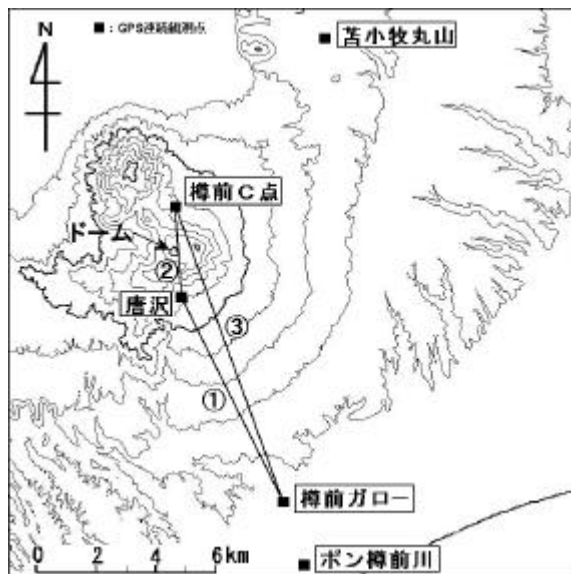 ■：GPS連続観測点
苫小牧丸山
N
樽前C点
ドーム
②
唐沢
③
①
樽前ガロー
ポン樽前川
0 2 4 6km